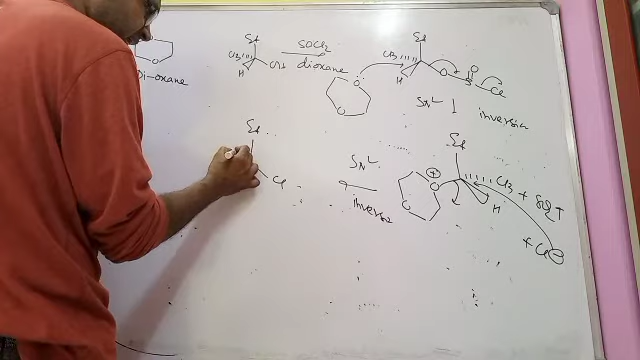 O
Di-oxane
Et
CH3
H
OH
SOCl2
dioxane
O
O
Et
CH3
H
O S Cl
O
SN2 inversion
Et
O
O
CH3 + SO2↑
H
+ Cl⊖
SN2
inversion
Et
Cl